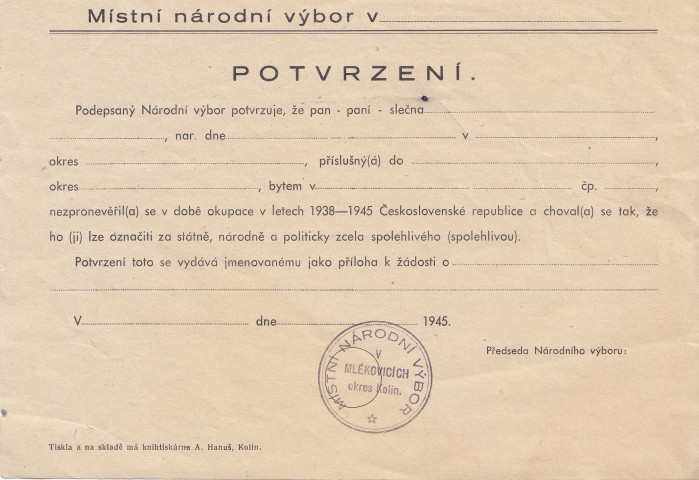 Místní národní výbor v
POTVRZENÍ.
Podepsaný Národní výbor potvrzuje, že pan - paní - slečna
, nar. dne v ,
okres , příslušný(á) do ,
okres , bytem v čp. ,
nezpronevěřil(a) se v době okupace v letech 1938—1945 Československé republice a choval(a) se tak, že
ho (ji) lze označiti za státně, národně a politicky zcela spolehlivého (spolehlivou).
Potvrzení toto se vydává jmenovanému jako příloha k žádosti o
V dne 1945.
Předseda Národního výboru:
MÍSTNÍ NÁRODNÍ VÝBOR
V
MLÉKOVICÍCH
okres Kolín.
Tiskla a na skladě má knihtiskárna A. Hanuš, Kolín.